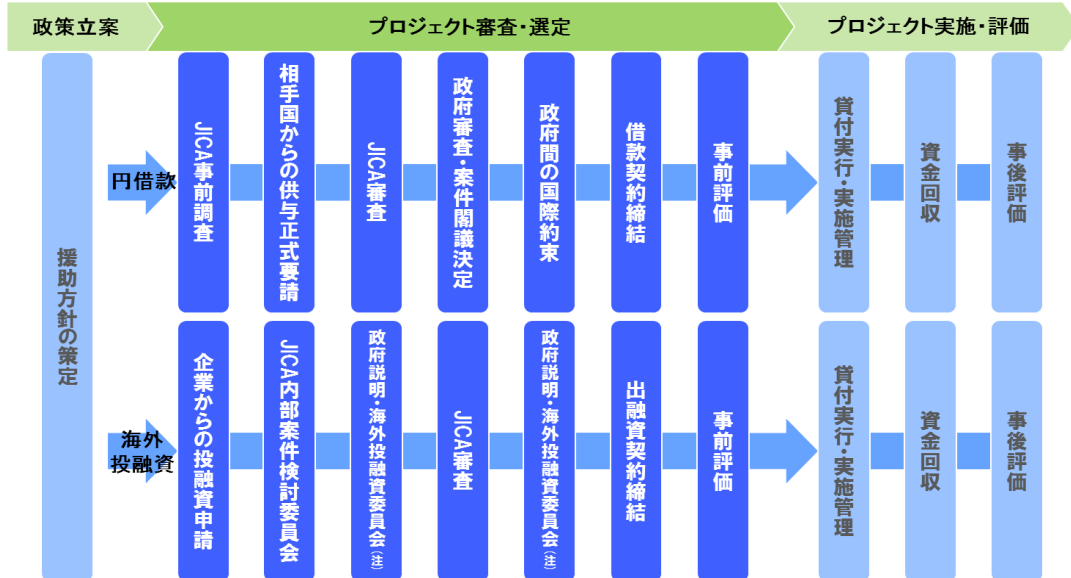 政策立案
プロジェクト審査・選定
プロジェクト実施・評価
援助方針の策定
円借款
JICA事前調査
相手国からの供与正式要請
JICA審査
政府審査・案件閣議決定
政府間の国際約束
借款契約締結
事前評価
貸付実行・実施管理
資金回収
事後評価
海外
投融資
企業からの投融資申請
JICA内部案件検討委員会
政府説明・海外投融資委員会(注)
JICA審査
政府説明・海外投融資委員会(注)
出融資契約締結
事前評価
貸付実行・実施管理
資金回収
事後評価